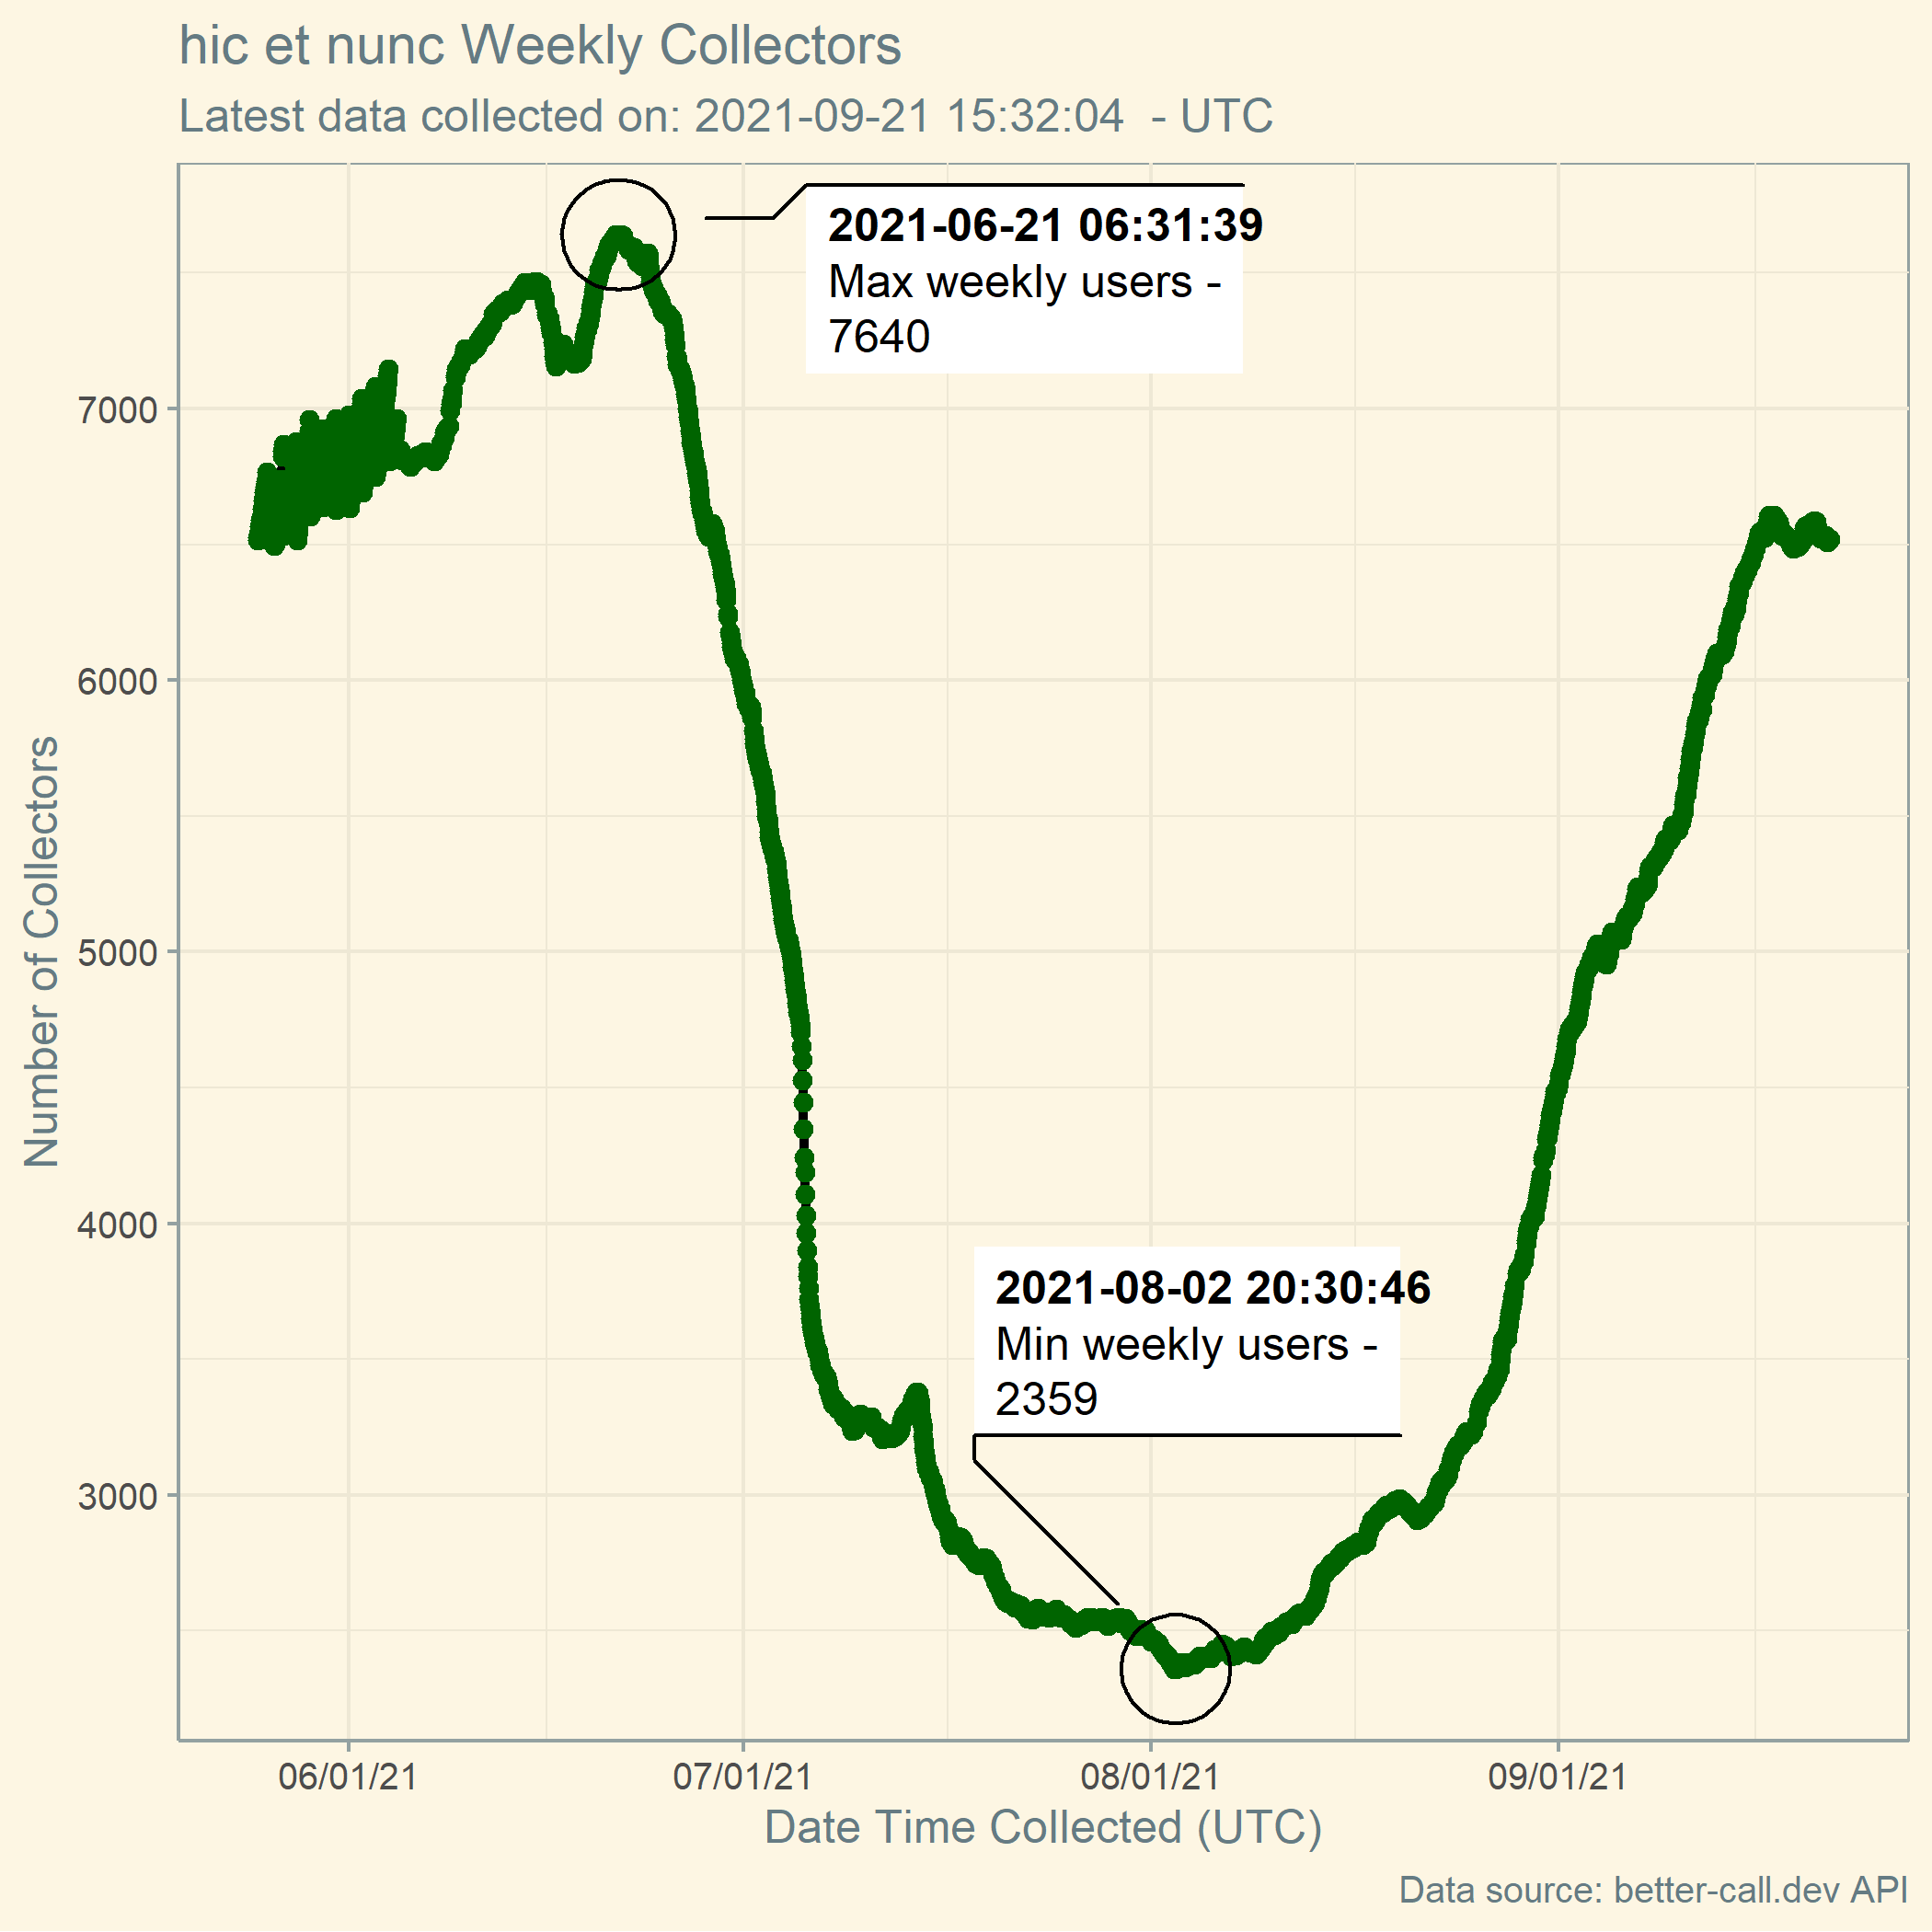 hic et nunc Weekly Collectors
Latest data collected on: 2021-09-21 15:32:04  - UTC
2021-06-21 06:31:39
Max weekly users -
7640
7000
6000
5000
4000
3000
Number of Collectors
2021-08-02 20:30:46
Min weekly users -
2359
06/01/21
07/01/21
08/01/21
09/01/21
Date Time Collected (UTC)
Data source: better-call.dev API